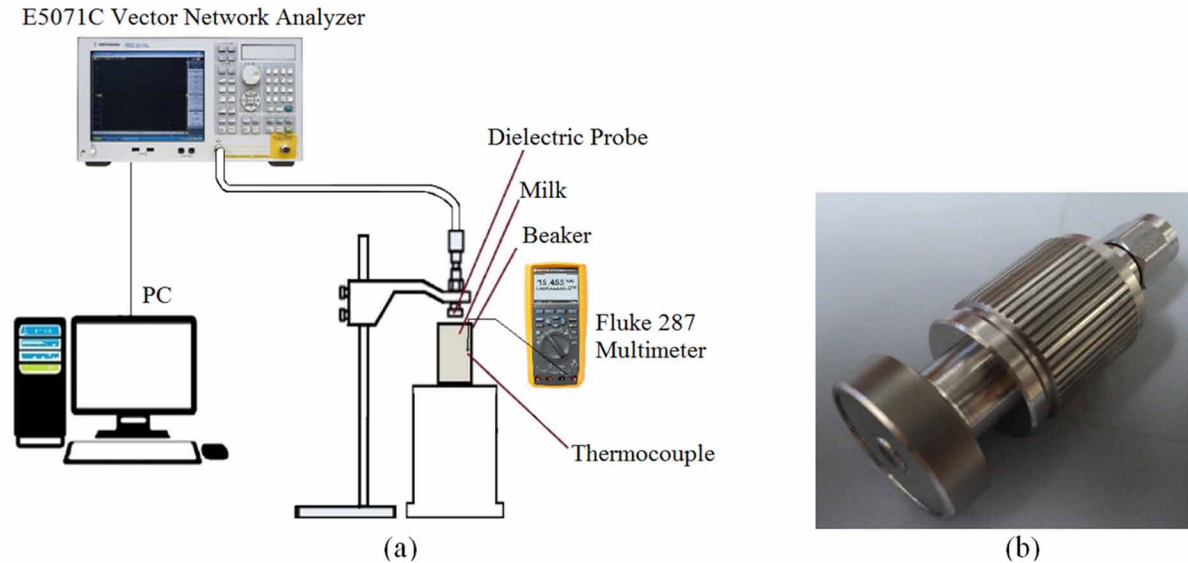 E5071C Vector Network Analyzer
Dielectric Probe
Milk
Beaker
PC
Fluke 287
Multimeter
Thermocouple
(a)
(b)